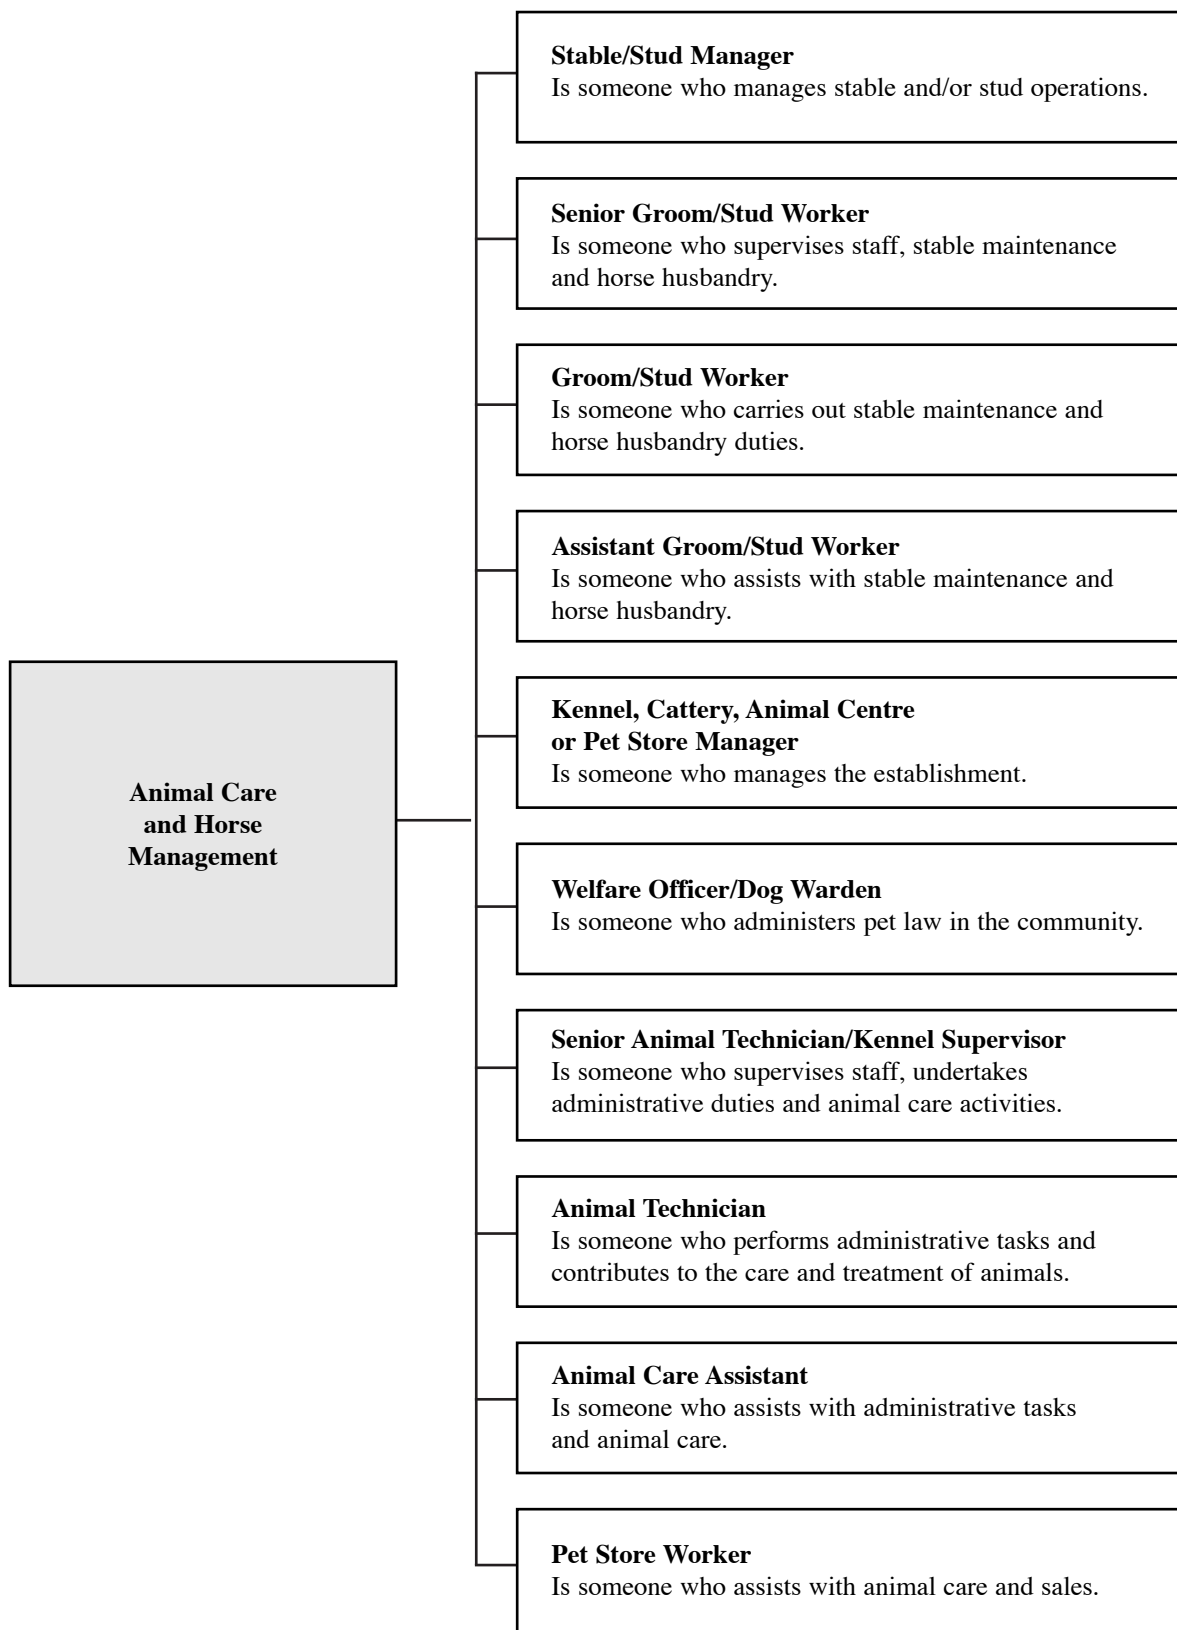 Stable/Stud Manager
Is someone who manages stable and/or stud operations.
Senior Groom/Stud Worker
Is someone who supervises staff, stable maintenance
and horse husbandry.
Groom/Stud Worker
Is someone who carries out stable maintenance and
horse husbandry duties.
Assistant Groom/Stud Worker
Is someone who assists with stable maintenance and
horse husbandry.
Kennel, Cattery, Animal Centre
or Pet Store Manager
Is someone who manages the establishment.
Animal Care
and Horse
Management
Welfare Officer/Dog Warden
Is someone who administers pet law in the community.
Senior Animal Technician/Kennel Supervisor
Is someone who supervises staff, undertakes
administrative duties and animal care activities.
Animal Technician
Is someone who performs administrative tasks and
contributes to the care and treatment of animals.
Animal Care Assistant
Is someone who assists with administrative tasks
and animal care.
Pet Store Worker
Is someone who assists with animal care and sales.